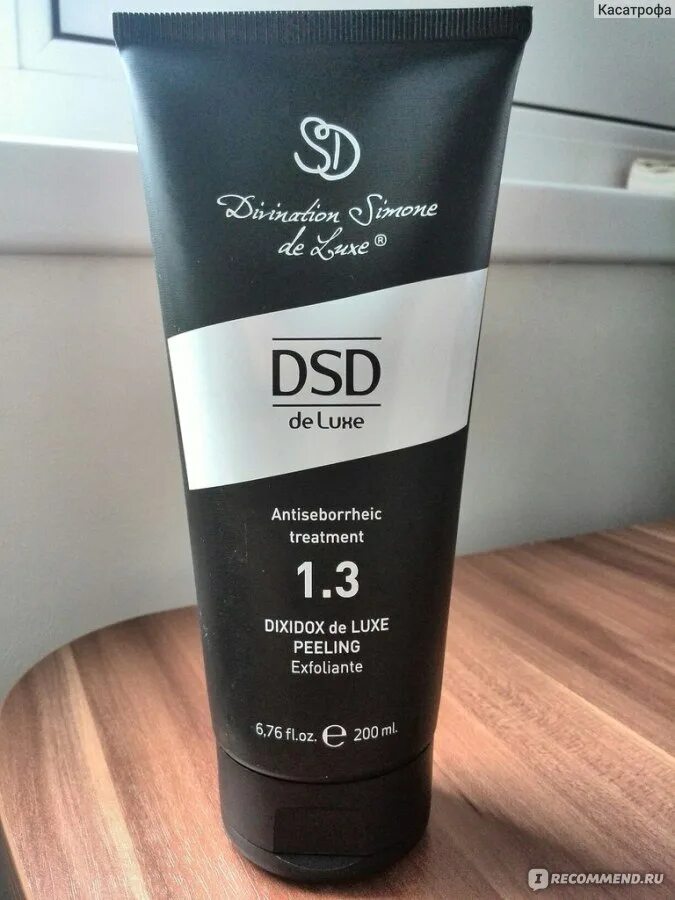 Касатрофа
SD
Divination Simone
de Luxe ®
DSD
de Luxe
Antiseborrheic
treatment
1.3
DIXIDOX de LUXE
PEELING
Exfoliante
6,76 fl.oz. ℮ 200 ml.
IRECOMMEND.RU